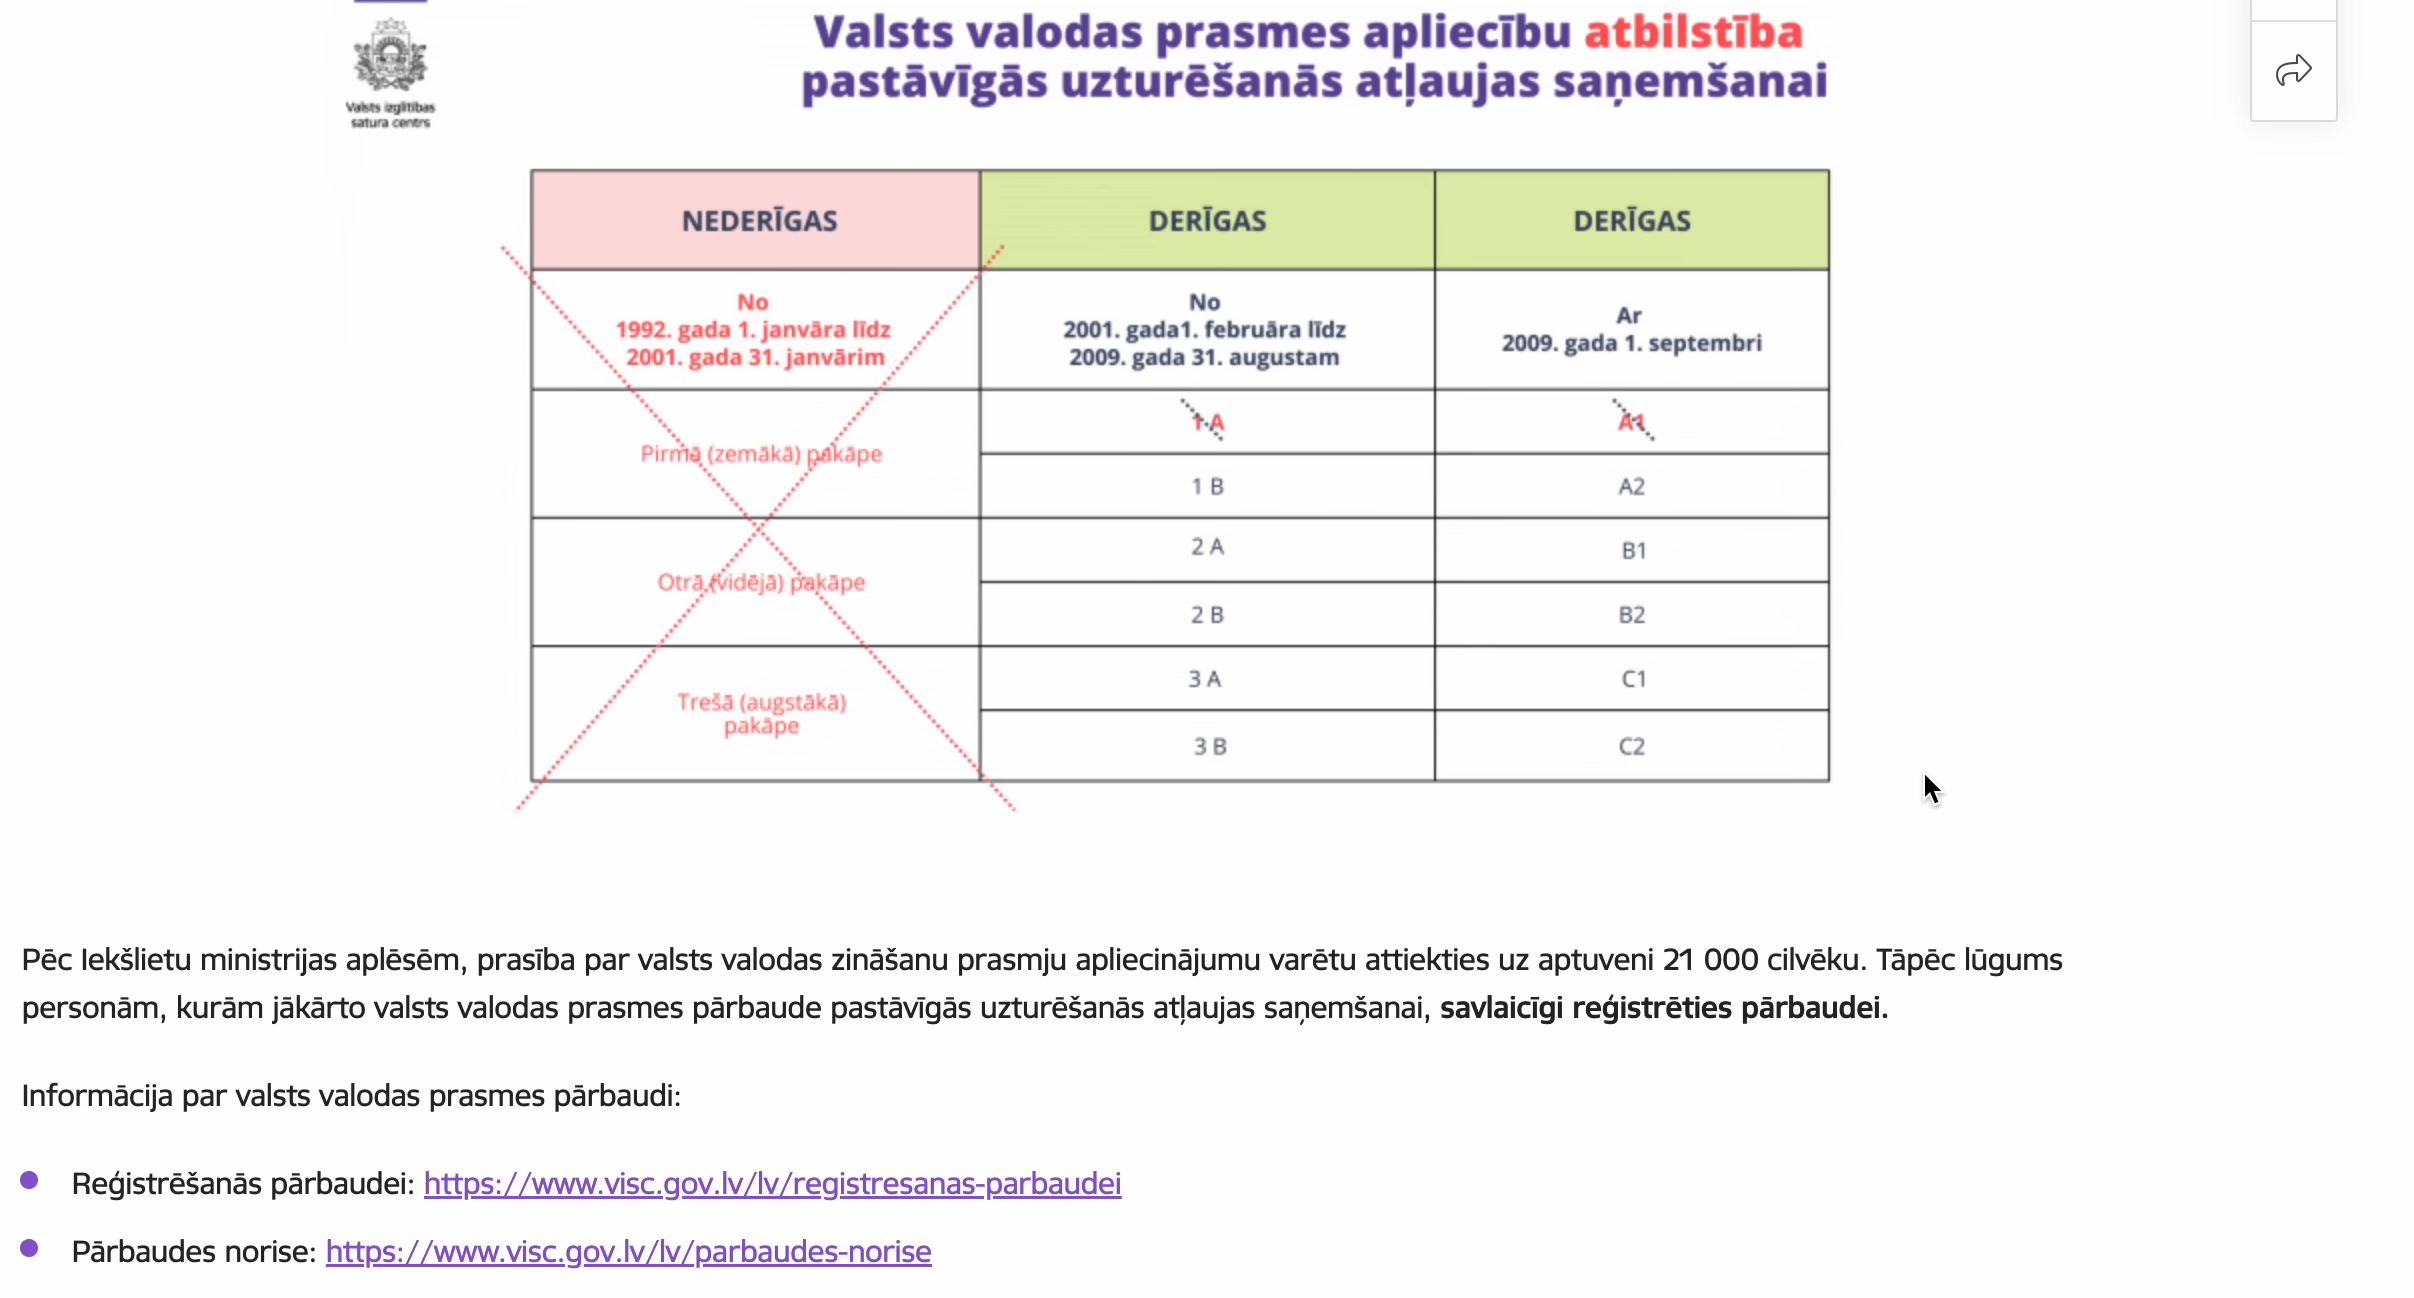 Valsts valodas prasmes apliecību atbilstība
pastāvīgās uzturēšanās atļaujas saņemšanai
Valsts izglītības
satura centrs
NEDERĪGAS
DERĪGAS
DERĪGAS
No
1992. gada 1. janvāra līdz
2001. gada 31. janvārim
No
2001. gada1. februāra līdz
2009. gada 31. augustam
Ar
2009. gada 1. septembri
Pirmā (zemākā) pakāpe
1 A
A1
1 B
A2
Otrā (vidējā) pakāpe
2 A
B1
2 B
B2
Trešā (augstākā)
pakāpe
3 A
C1
3 B
C2
Pēc Iekšlietu ministrijas aplēsēm, prasība par valsts valodas zināšanu prasmju apliecinājumu varētu attiekties uz aptuveni 21 000 cilvēku. Tāpēc lūgums
personām, kurām jākārto valsts valodas prasmes pārbaude pastāvīgās uzturēšanās atļaujas saņemšanai, savlaicīgi reģistrēties pārbaudei.
Informācija par valsts valodas prasmes pārbaudi:
Reģistrēšanās pārbaudei: https://www.visc.gov.lv/lv/registresanas-parbaudei
Pārbaudes norise: https://www.visc.gov.lv/lv/parbaudes-norise